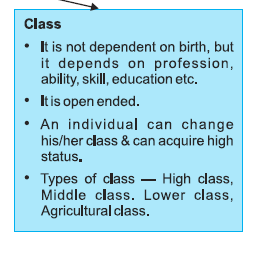 Class
• It is not dependent on birth, but
it depends on profession,
ability, skill, education etc.
• It is open ended.
• An individual can change
his/her class & can acquire high
status.
• Types of class — High class,
Middle class. Lower class,
Agricultural class.